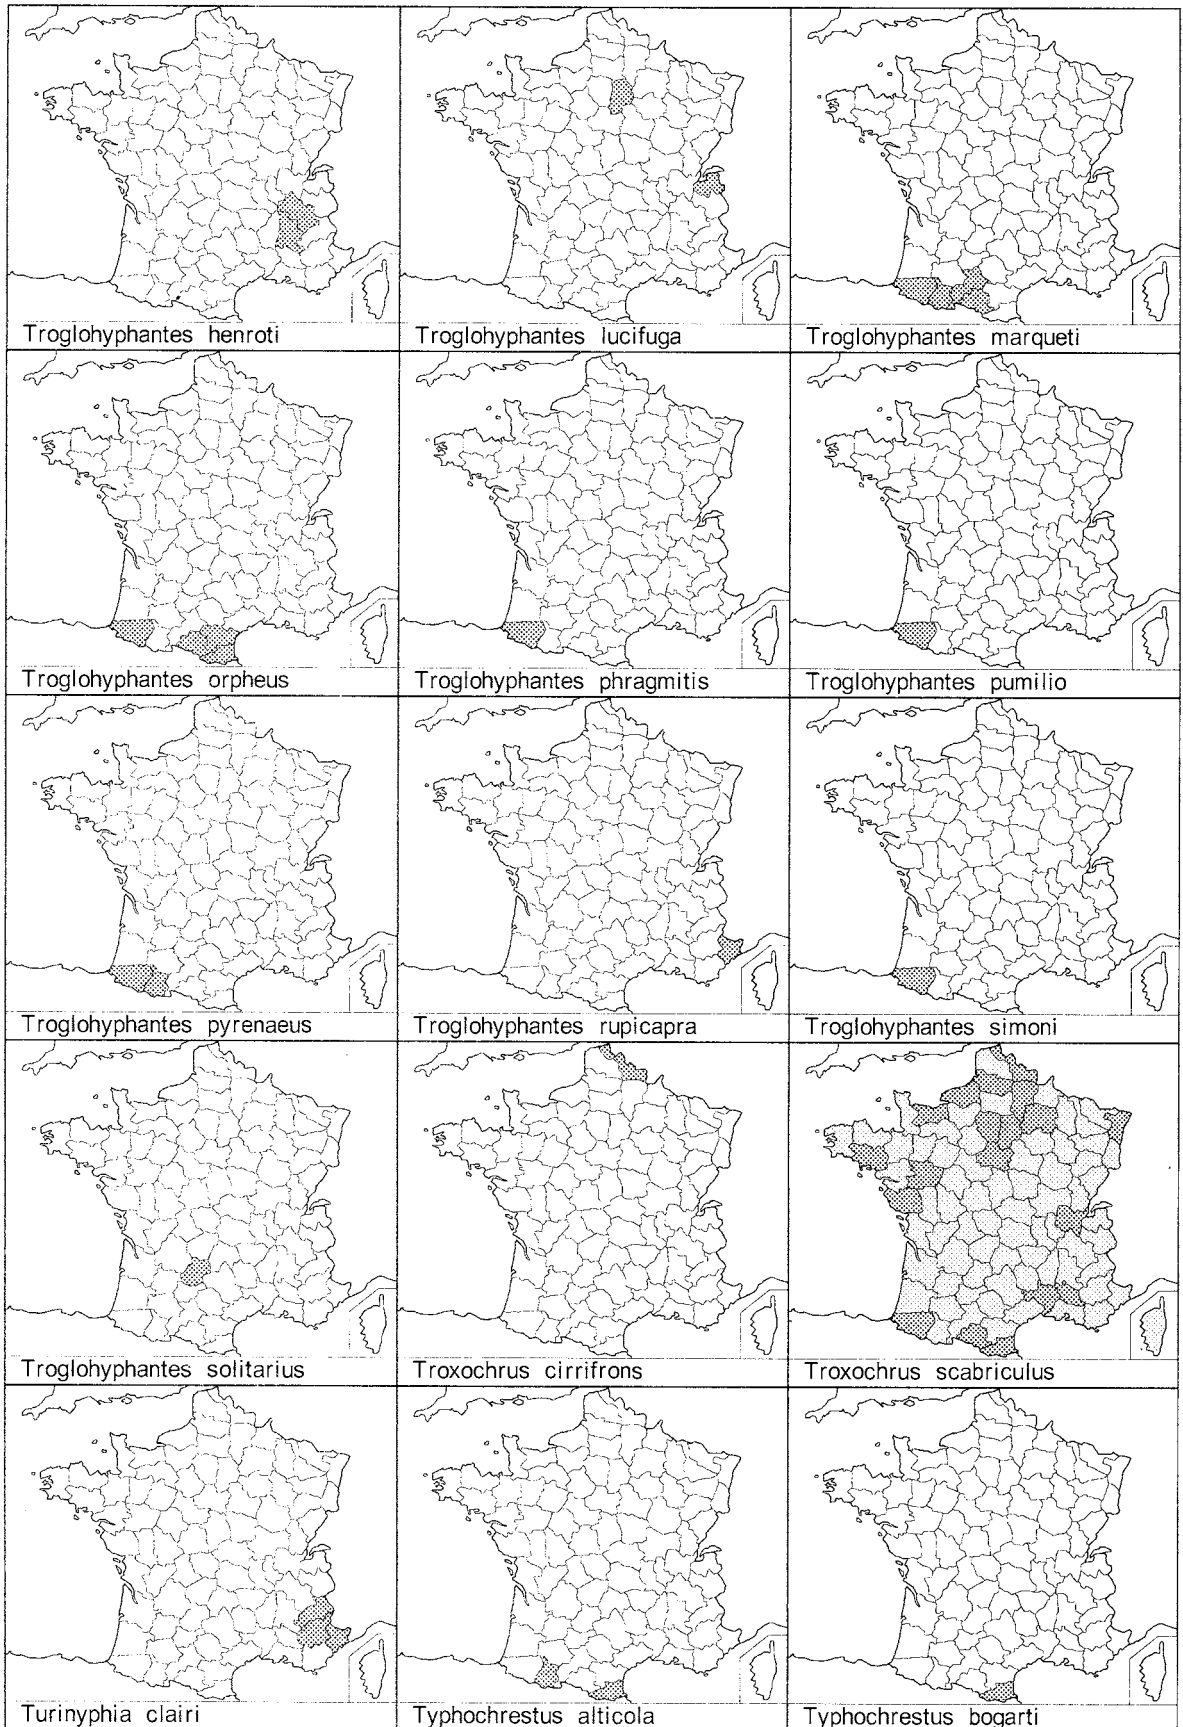 Troglohyphantes henroti
Troglohyphantes lucifuga
Troglohyphantes marqueti
Troglohyphantes orpheus
Troglohyphantes phragmitis
Troglohyphantes pumilio
Troglohyphantes pyrenaeus
Troglohyphantes rupicapra
Troglohyphantes simoni
Troglohyphantes solitarius
Troxochrus cirrifrons
Troxochrus scabriculus
Turinyphia clairi
Typhochrestus alticola
Typhochrestus bogarti